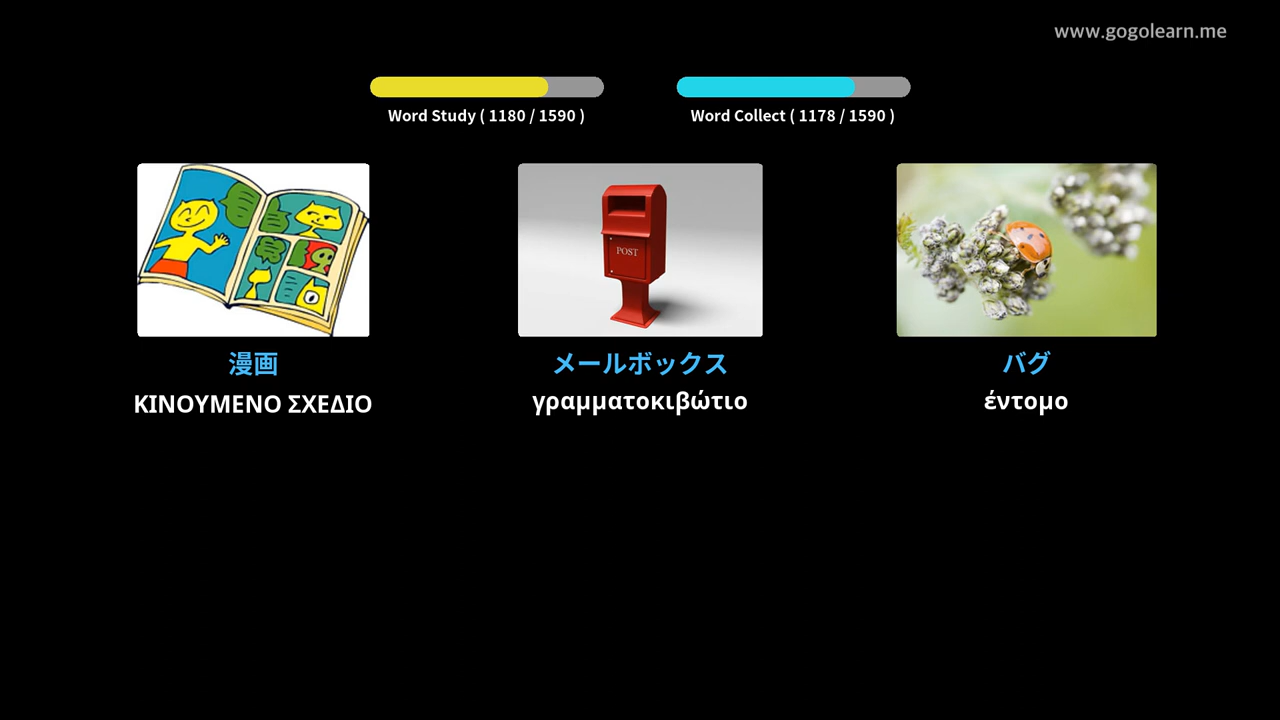 www.gogolearn.me
Word Study ( 1180 / 1590 )
Word Collect ( 1178 / 1590 )
POST
漫画
メールボックス
バグ
ΚΙΝΟΥΜΕΝΟ ΣΧΕΔΙΟ
γραμματοκιβώτιο
έντομο